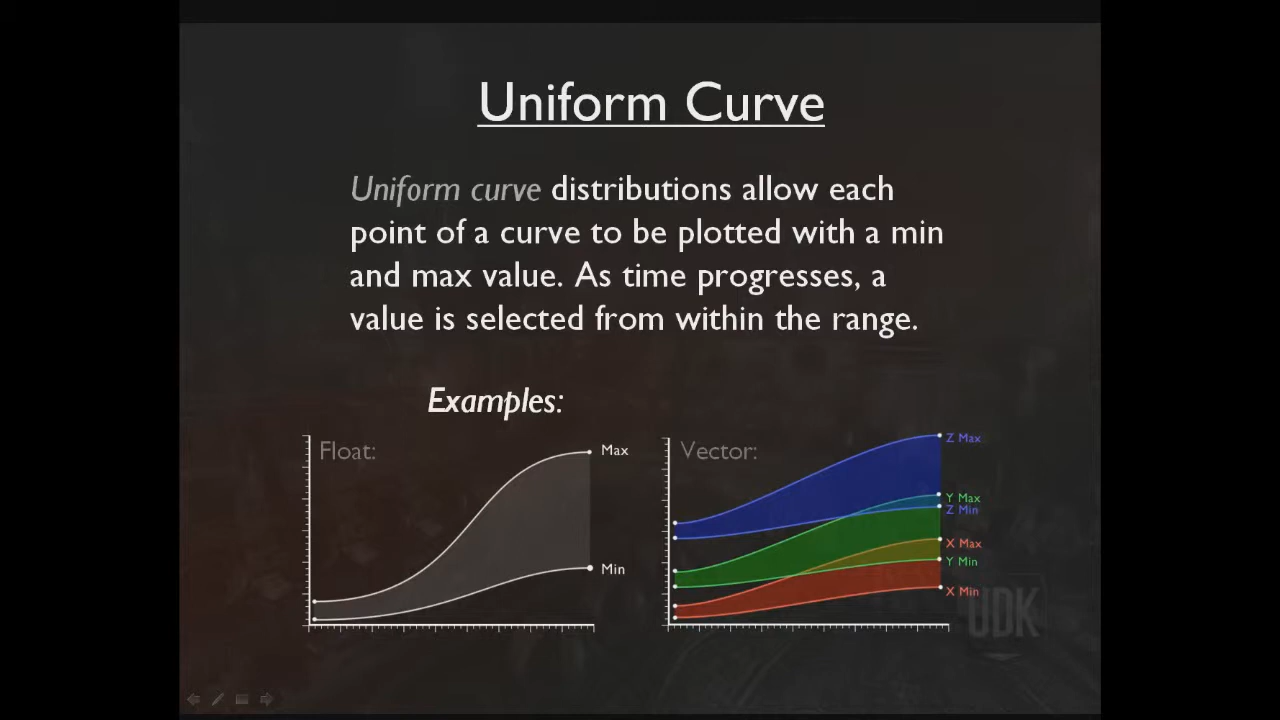 Uniform Curve
Uniform curve distributions allow each
point of a curve to be plotted with a min
and max value. As time progresses, a
value is selected from within the range.
Examples:
Float:
Max
Min
Vector:
Z Max
Y Max
Z Min
X Max
Y Min
X Min
UDK